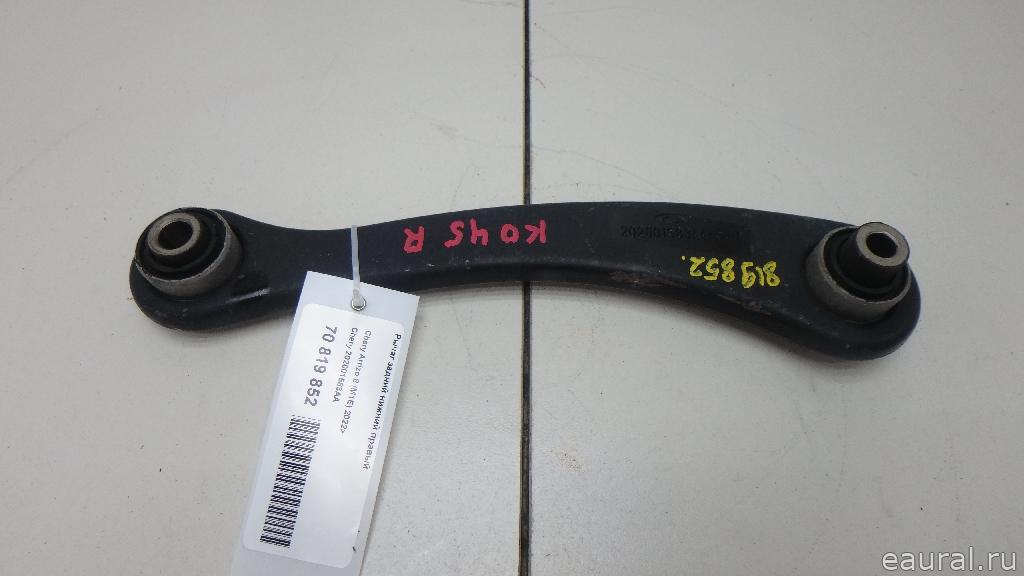 K045 R
819852.
Рычаг задний нижний правый
Chery Arrizo 8 (M1E) 2022>
Chery 202001583AA
70 819 852
eaural.ru